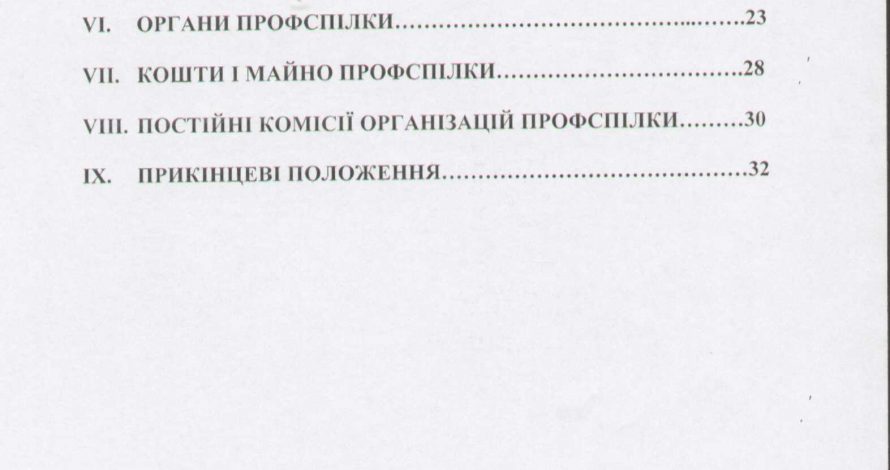 VI. ОРГАНИ ПРОФСПІЛКИ……………………………………...…….23
VII. КОШТИ І МАЙНО ПРОФСПІЛКИ…………………………….28
VIII. ПОСТІЙНІ КОМІСІЇ ОРГАНІЗАЦІЙ ПРОФСПІЛКИ………30
IX. ПРИКІНЦЕВІ ПОЛОЖЕННЯ……………………………………32